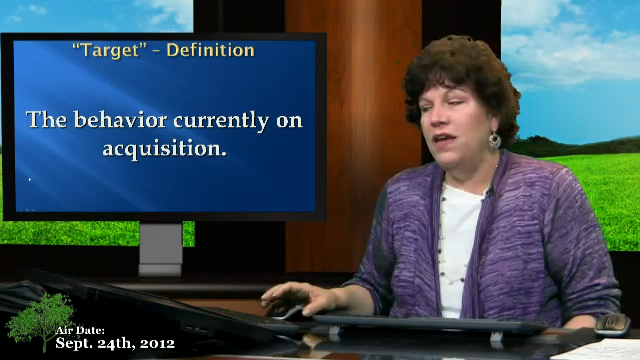 “Target” – Definition
The behavior currently on
acquisition.
Air Date:
Sept. 24th, 2012